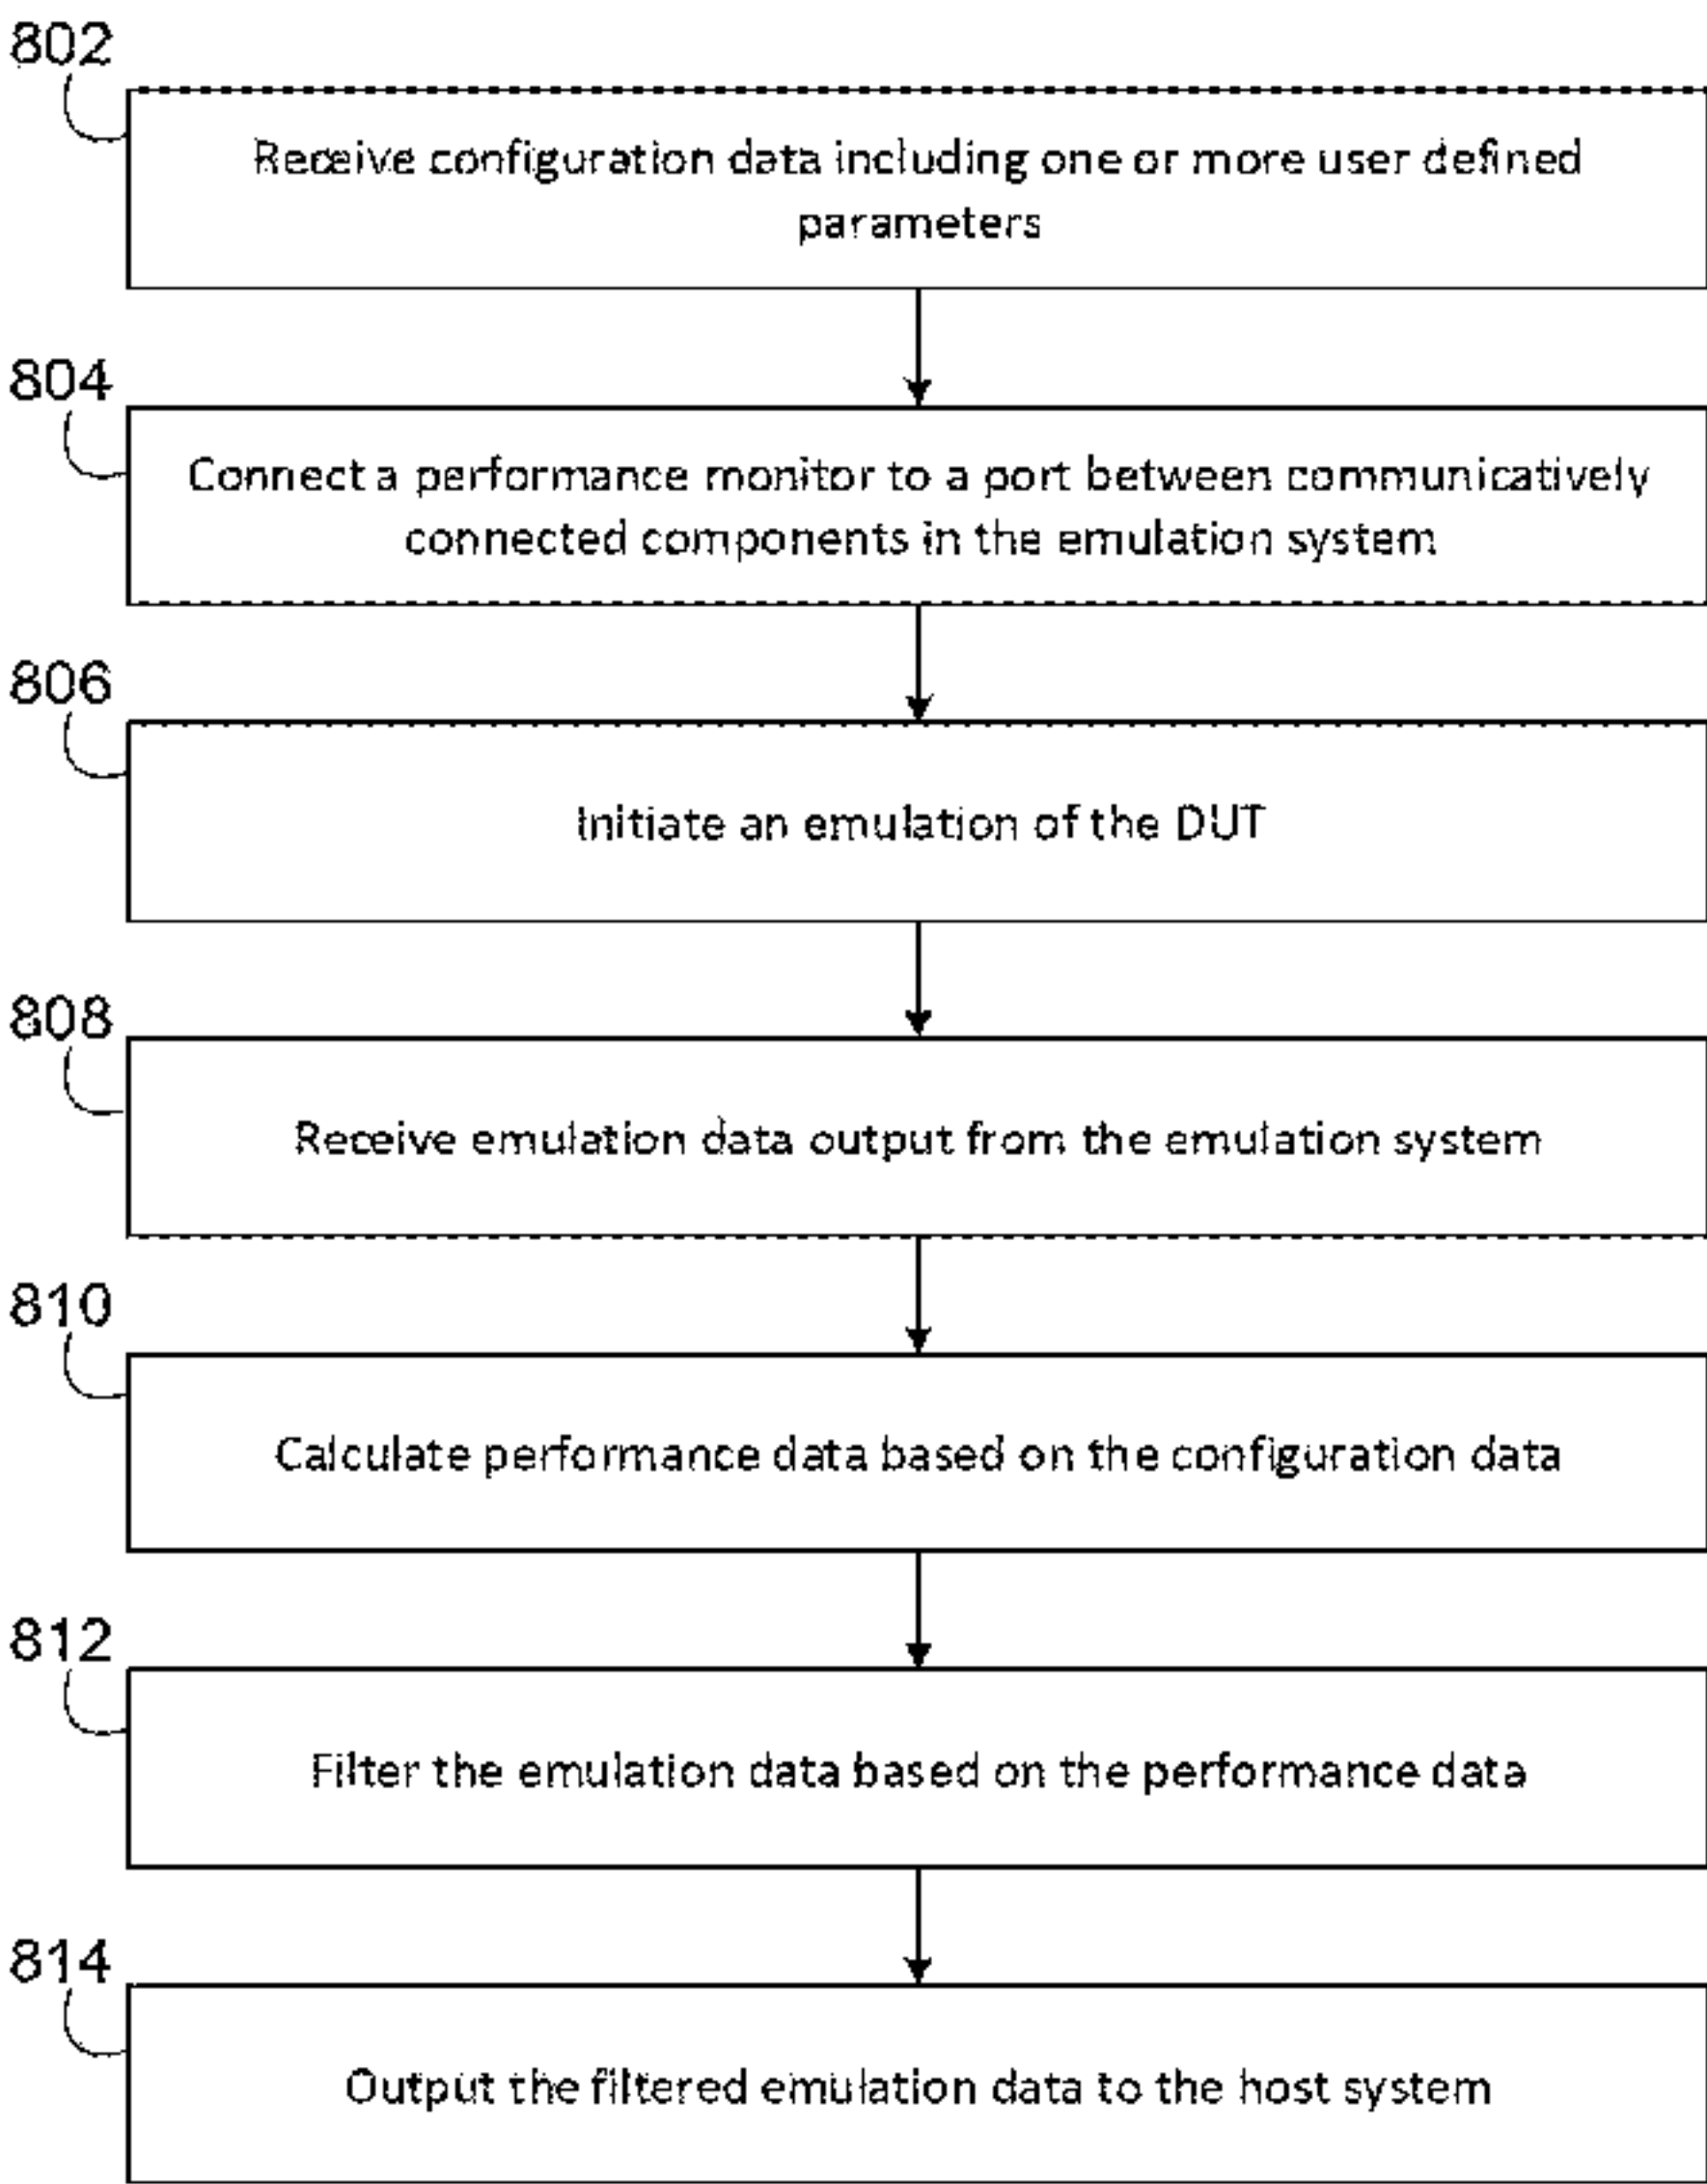 802
Receive configuration data including one or more user defined
parameters
804
Connect a performance monitor to a port between communicatively
connected components in the emulation system
806
Initiate an emulation of the DUT
808
Receive emulation data output from the emulation system
810
Calculate performance data based on the configuration data
812
Filter the emulation data based on the performance data
814
Output the filtered emulation data to the host system